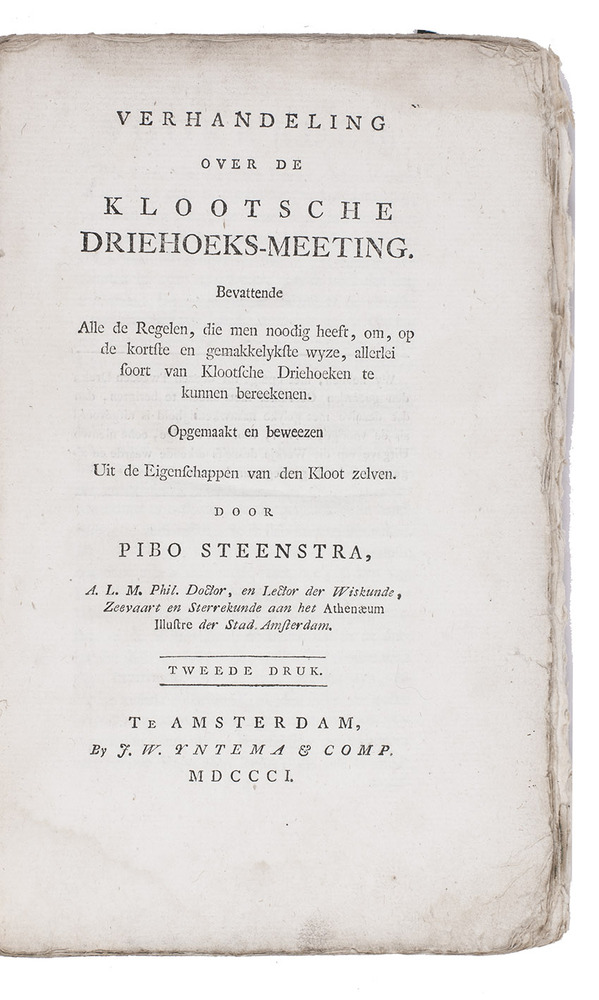 VERHANDELING
OVER DE
KLOOTSCHE
DRIEHOEKS-MEETING.
Bevattende
Alle de Regelen, die men noodig heeft, om, op
de kortſte en gemakkelykſte wyze, allerlei
ſoort van Klootſche Driehoeken te
kunnen bereekenen.
Opgemaakt en beweezen
Uit de Eigenſchappen van den Kloot zelven.
DOOR
PIBO STEENSTRA,
A. L. M. Phil. Doctor, en Lector der Wiskunde,
Zeevaart en Sterrekunde aan het Athenæum
Illuſtre der Stad Amſterdam.
TWEEDE DRUK.
TE AMSTERDAM,
By J. W. YNTEMA & COMP.
MDCCCI.